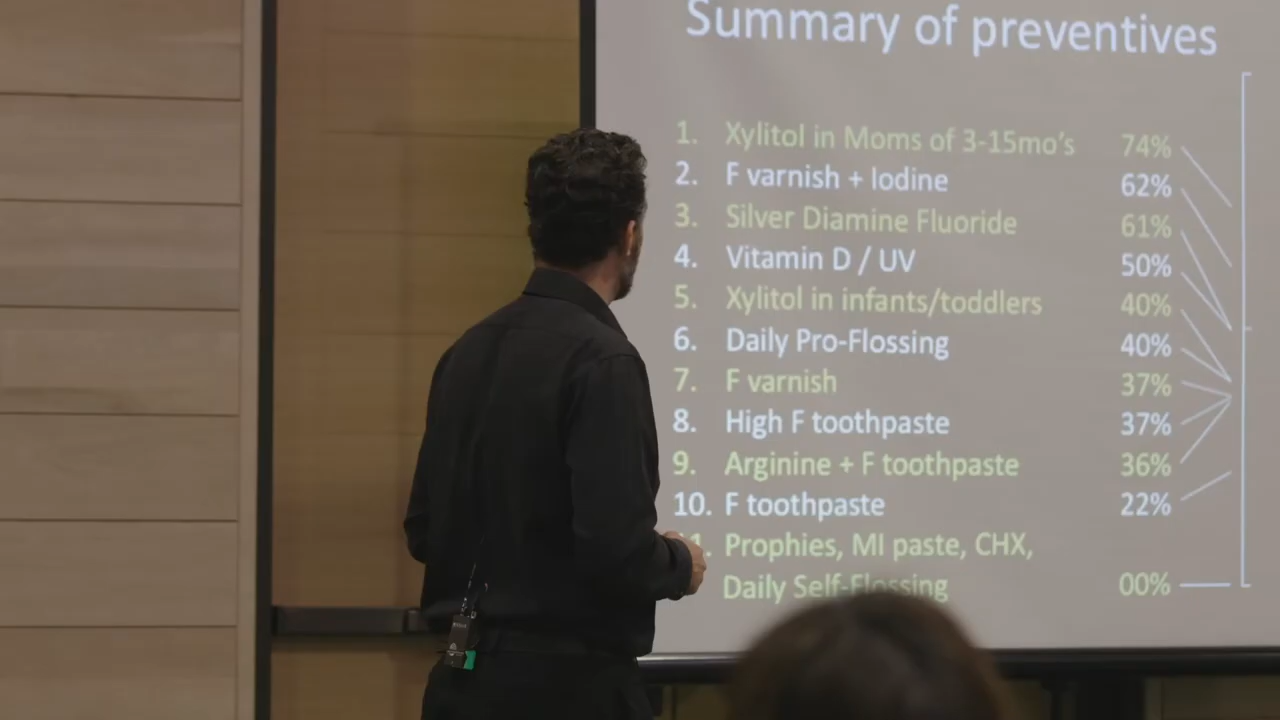 Summary of preventives
1. Xylitol in Moms of 3-15mo's 74%
2. F varnish + Iodine 62%
3. Silver Diamine Fluoride 61%
4. Vitamin D / UV 50%
5. Xylitol in infants/toddlers 40%
6. Daily Pro-Flossing 40%
7. F varnish 37%
8. High F toothpaste 37%
9. Arginine + F toothpaste 36%
10. F toothpaste 22%
11. Prophies, MI paste, CHX,
Daily Self-Flossing 00%